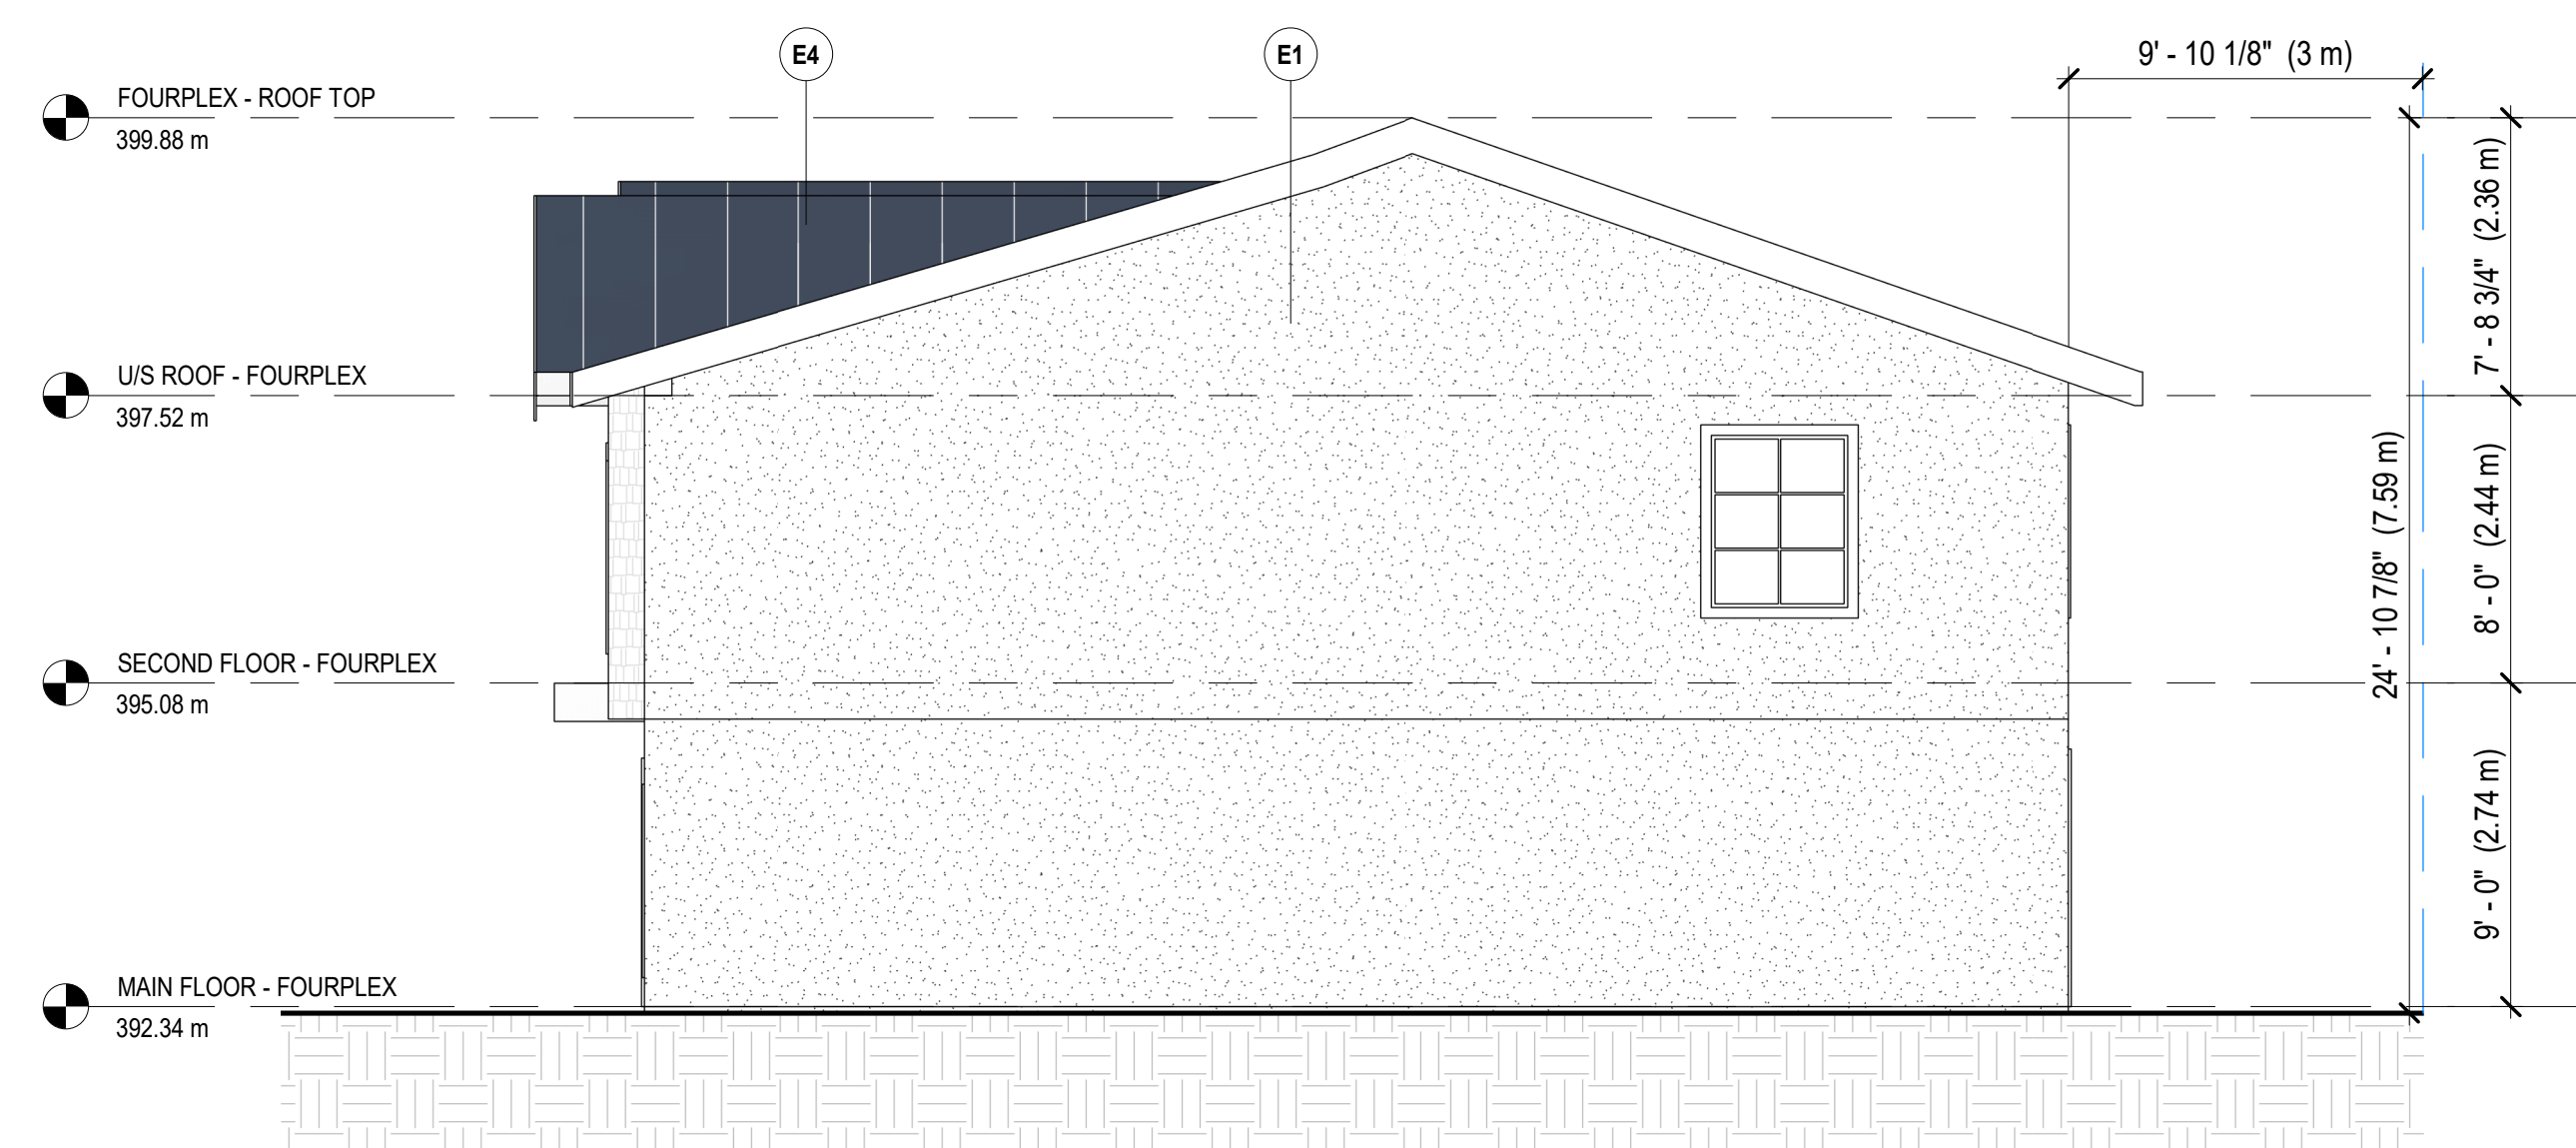 E4
E1
9' - 10 1/8" (3 m)
FOURPLEX - ROOF TOP
399.88 m
7' - 8 3/4" (2.36 m)
U/S ROOF - FOURPLEX
397.52 m
24' - 10 7/8" (7.59 m)
8' - 0" (2.44 m)
SECOND FLOOR - FOURPLEX
395.08 m
9' - 0" (2.74 m)
MAIN FLOOR - FOURPLEX
392.34 m